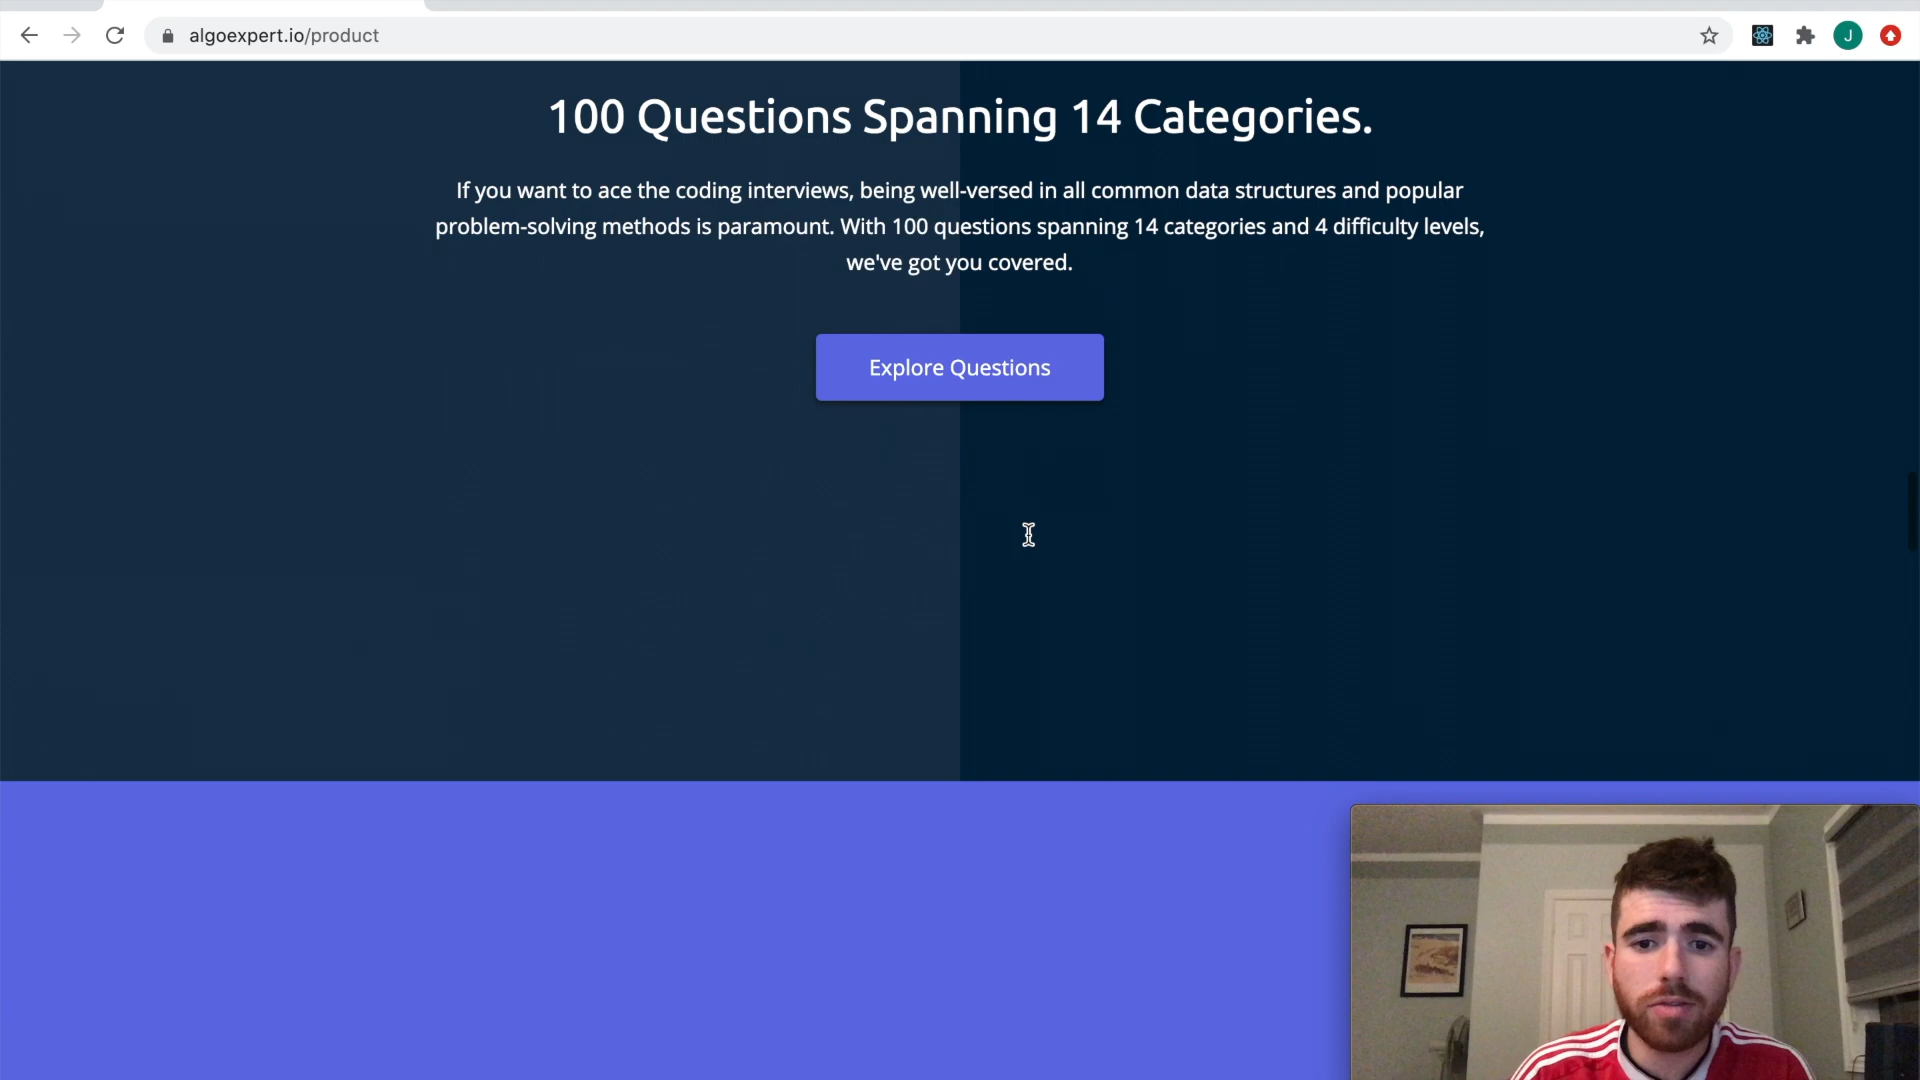 algoexpert.io/product
J
100 Questions Spanning 14 Categories.
If you want to ace the coding interviews, being well-versed in all common data structures and popular
problem-solving methods is paramount. With 100 questions spanning 14 categories and 4 difficulty levels,
we've got you covered.
Explore Questions